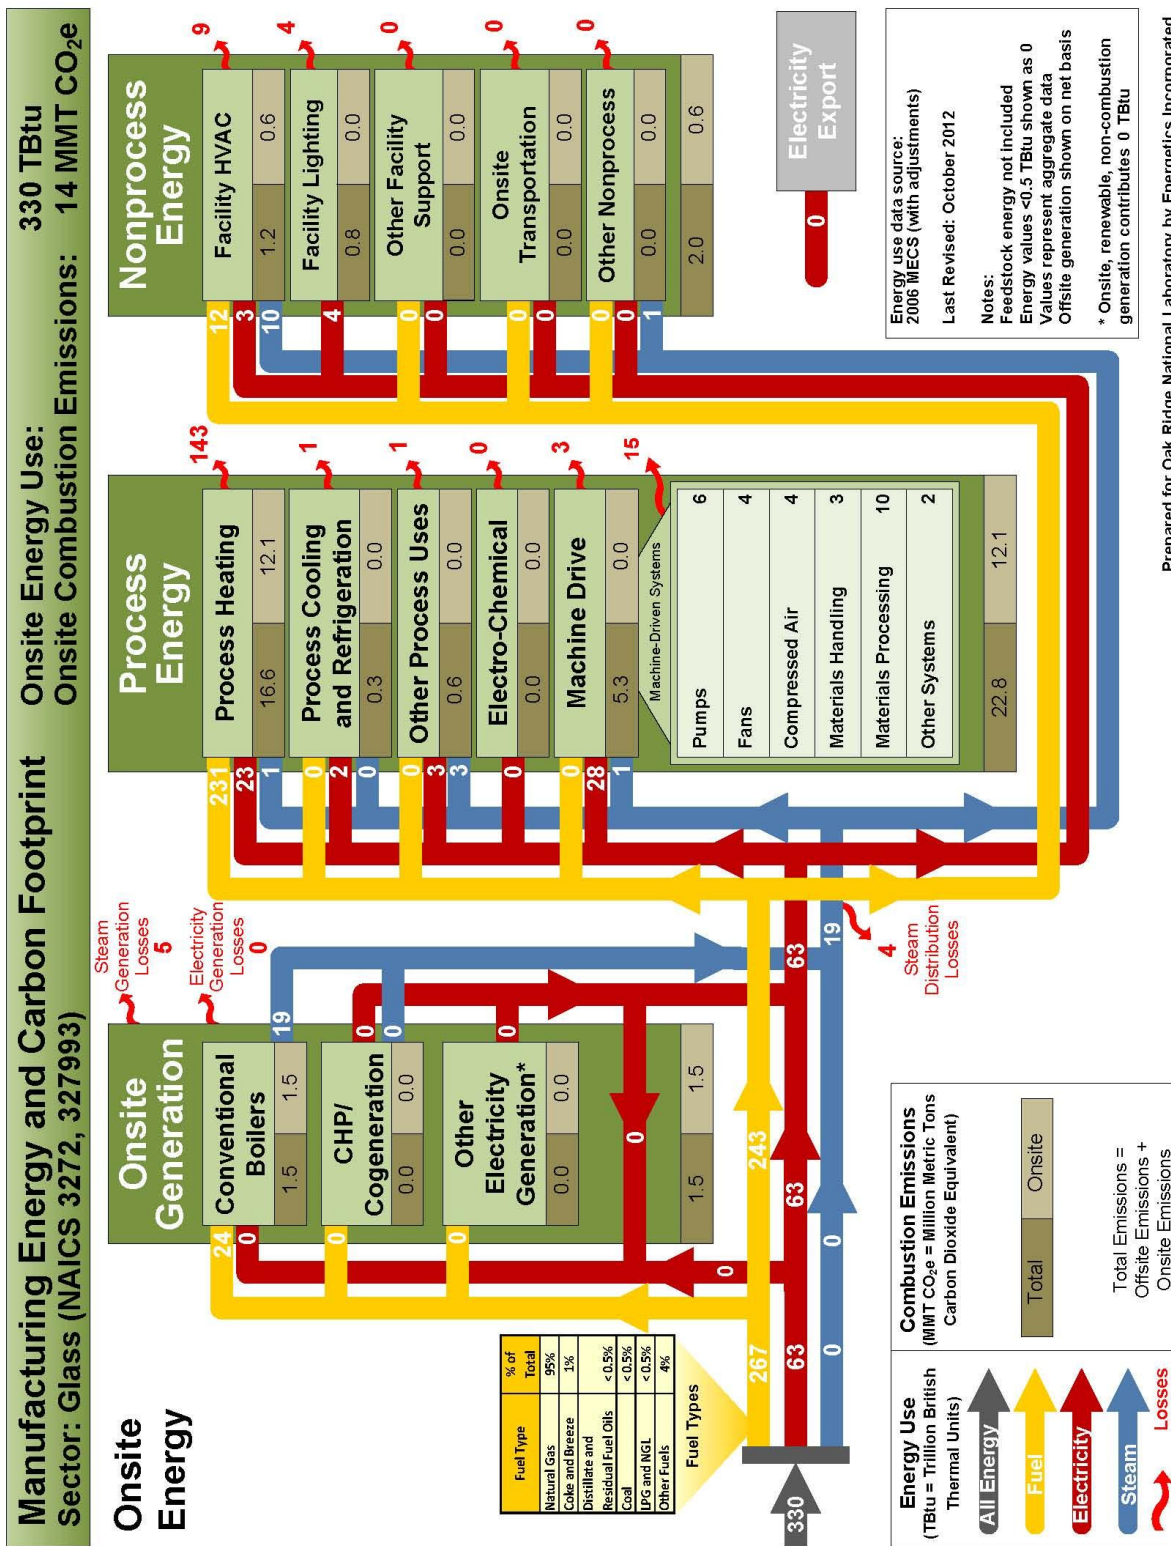 Manufacturing Energy and Carbon Footprint
Sector: Glass (NAICS 3272, 327993)
Onsite Energy Use: 330 TBtu
Onsite Combustion Emissions: 14 MMT CO₂e
Onsite
Energy
330
Fuel Type % of Total
Natural Gas 95%
Coke and Breeze 1%
Distillate and
Residual Fuel Oils <0.5%
Coal <0.5%
LPG and NGL <0.5%
Other Fuels 4%
Fuel Types
267
63
0
Onsite
Generation
Steam
Generation
Losses
5
Electricity
Generation
Losses
0
24
0
Conventional
Boilers
1.5 1.5
19
0
CHP/
Cogeneration
0.0 0.0
0
0
0
Other
Electricity
Generation*
0.0 0.0
0
1.5 1.5
0
0
243
63
0
63
19
4
Steam
Distribution
Losses
Process
Energy
231
23
1
Process Heating
16.6 12.1
143
0
2
0
Process Cooling
and Refrigeration
0.3 0.0
1
0
3
3
Other Process Uses
0.6 0.0
1
0
Electro-Chemical
0.0 0.0
0
0
28
1
Machine Drive
5.3 0.0
3
Machine-Driven Systems
15
Pumps 6
Fans 4
Compressed Air 4
Materials Handling 3
Materials Processing 10
Other Systems 2
22.8 12.1
Nonprocess
Energy
12
3
10
Facility HVAC
1.2 0.6
9
4
Facility Lighting
0.8 0.0
4
0
0
Other Facility
Support
0.0 0.0
0
0
0
Onsite
Transportation
0.0 0.0
0
0
0
1
Other Nonprocess
0.0 0.0
0
2.0 0.6
0
Electricity
Export
Energy Use
(TBtu = Trillion British
Thermal Units)
All Energy
Fuel
Electricity
Steam
Losses
Combustion Emissions
(MMT CO₂e = Million Metric Tons
Carbon Dioxide Equivalent)
Total Onsite
Total Emissions =
Offsite Emissions +
Onsite Emissions
Energy use data source:
2006 MECS (with adjustments)
Last Revised: October 2012
Notes:
Feedstock energy not included
Energy values <0.5 TBtu shown as 0
Values represent aggregate data
Offsite generation shown on net basis
* Onsite, renewable, non-combustion
generation contributes 0 TBtu
Prepared for Oak Ridge National Laboratory by Energetics Incorporated